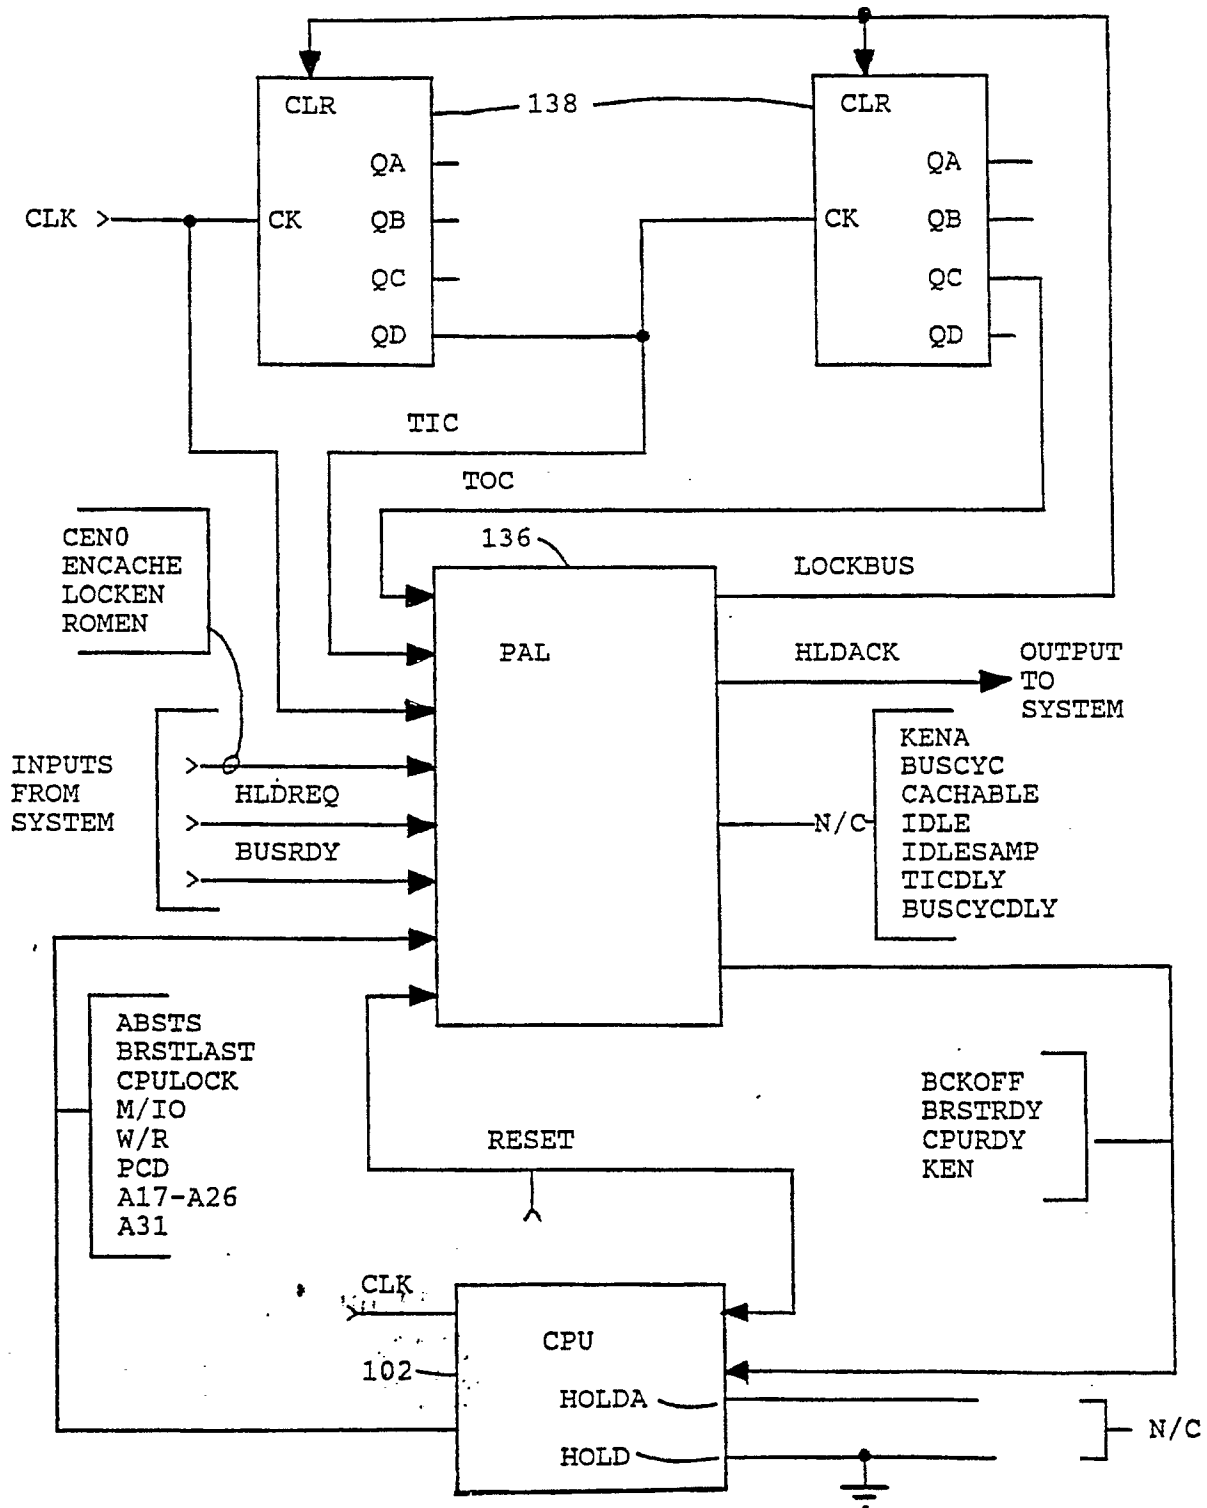 CLR
138
CLR
QA
QA
CLK
CK
QB
CK
QB
QC
QC
QD
QD
TIC
TOC
CEN0
ENCACHE
LOCKEN
ROMEN
136
LOCKBUS
PAL
HLDACK
OUTPUT
TO
SYSTEM
INPUTS
FROM
SYSTEM
HLDREQ
BUSRDY
N/C
KENA
BUSCYC
CACHABLE
IDLE
IDLESAMP
TICDLY
BUSCYCDLY
ABSTS
BRSTLAST
CPULOCK
M/IO
W/R
PCD
A17-A26
A31
BCKOFF
BRSTRDY
CPURDY
KEN
RESET
CLK
CPU
102
HOLDA
HOLD
N/C